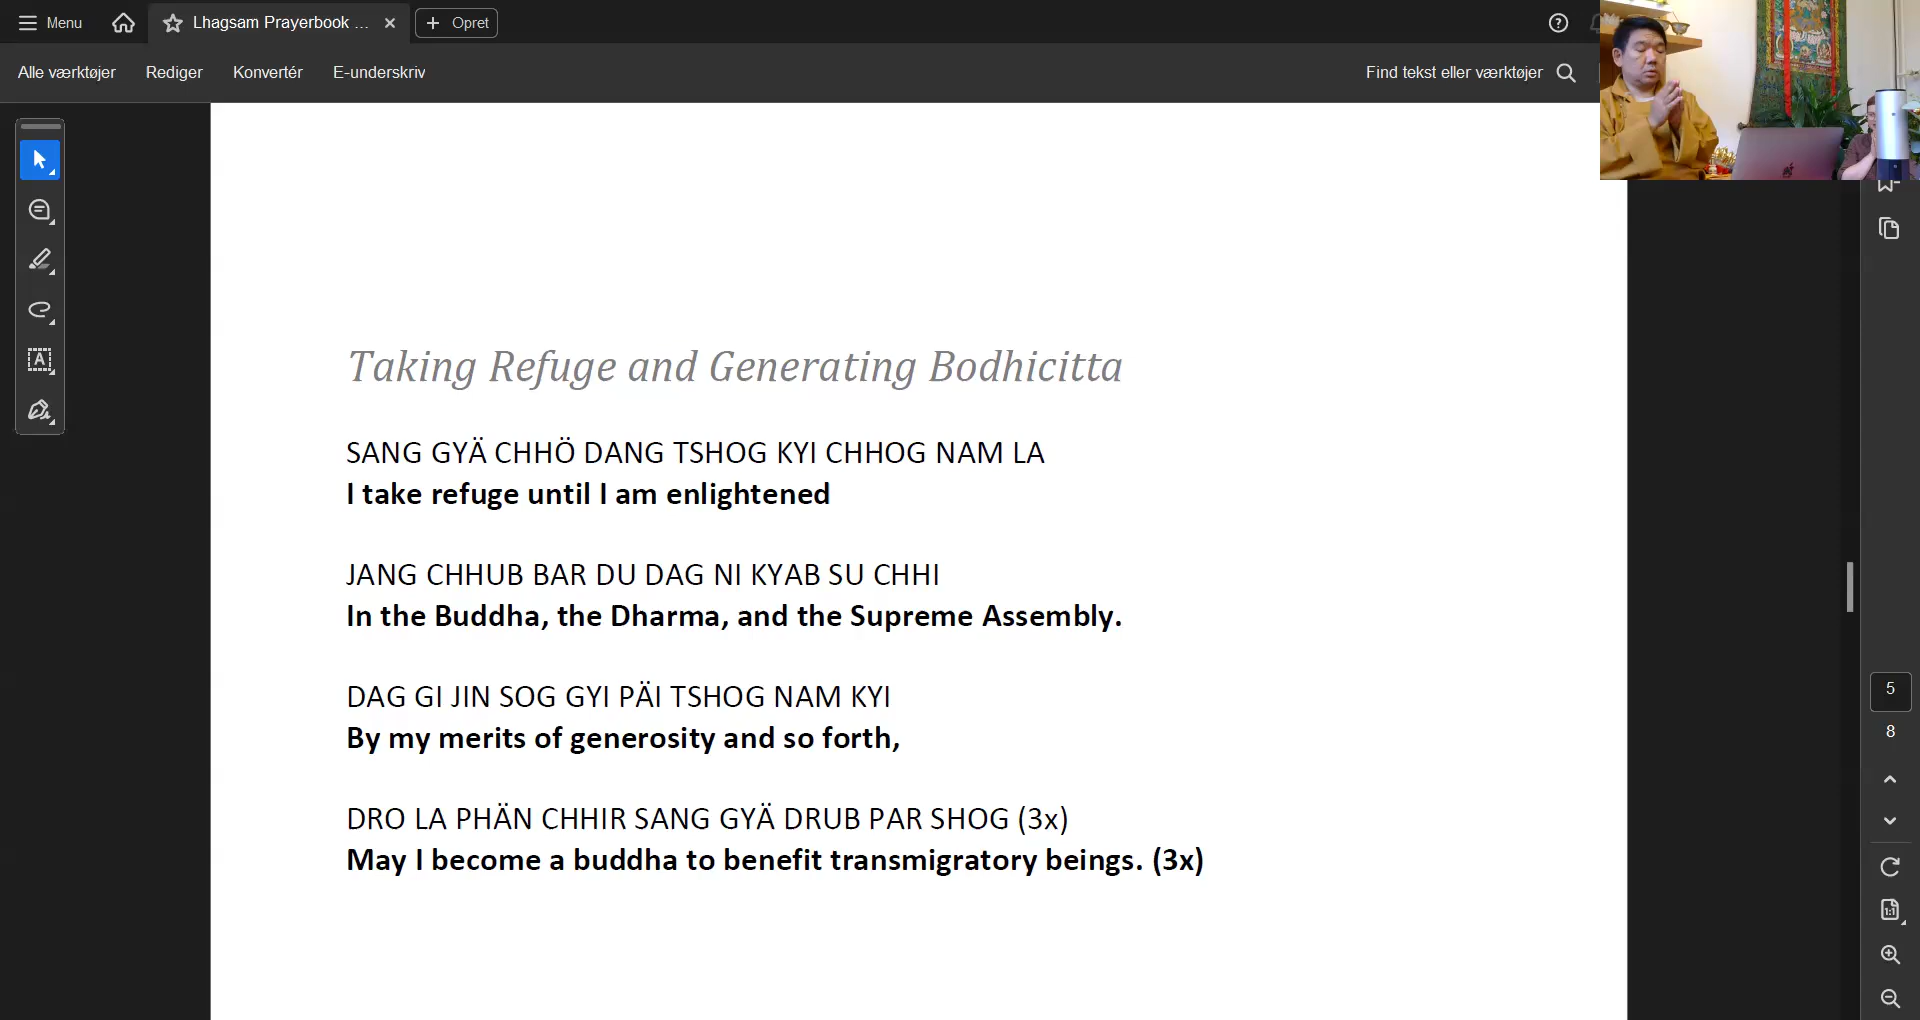 Menu
Lhagsam Prayerbook ...
Opret
Alle værktøjer
Rediger
Konvertér
E-underskriv
Find tekst eller værktøjer
Taking Refuge and Generating Bodhicitta
SANG GYÄ CHHÖ DANG TSHOG KYI CHHOG NAM LA
I take refuge until I am enlightened
JANG CHHUB BAR DU DAG NI KYAB SU CHHI
In the Buddha, the Dharma, and the Supreme Assembly.
DAG GI JIN SOG GYI PÄI TSHOG NAM KYI
By my merits of generosity and so forth,
DRO LA PHÄN CHHIR SANG GYÄ DRUB PAR SHOG (3x)
May I become a buddha to benefit transmigratory beings. (3x)
5
8